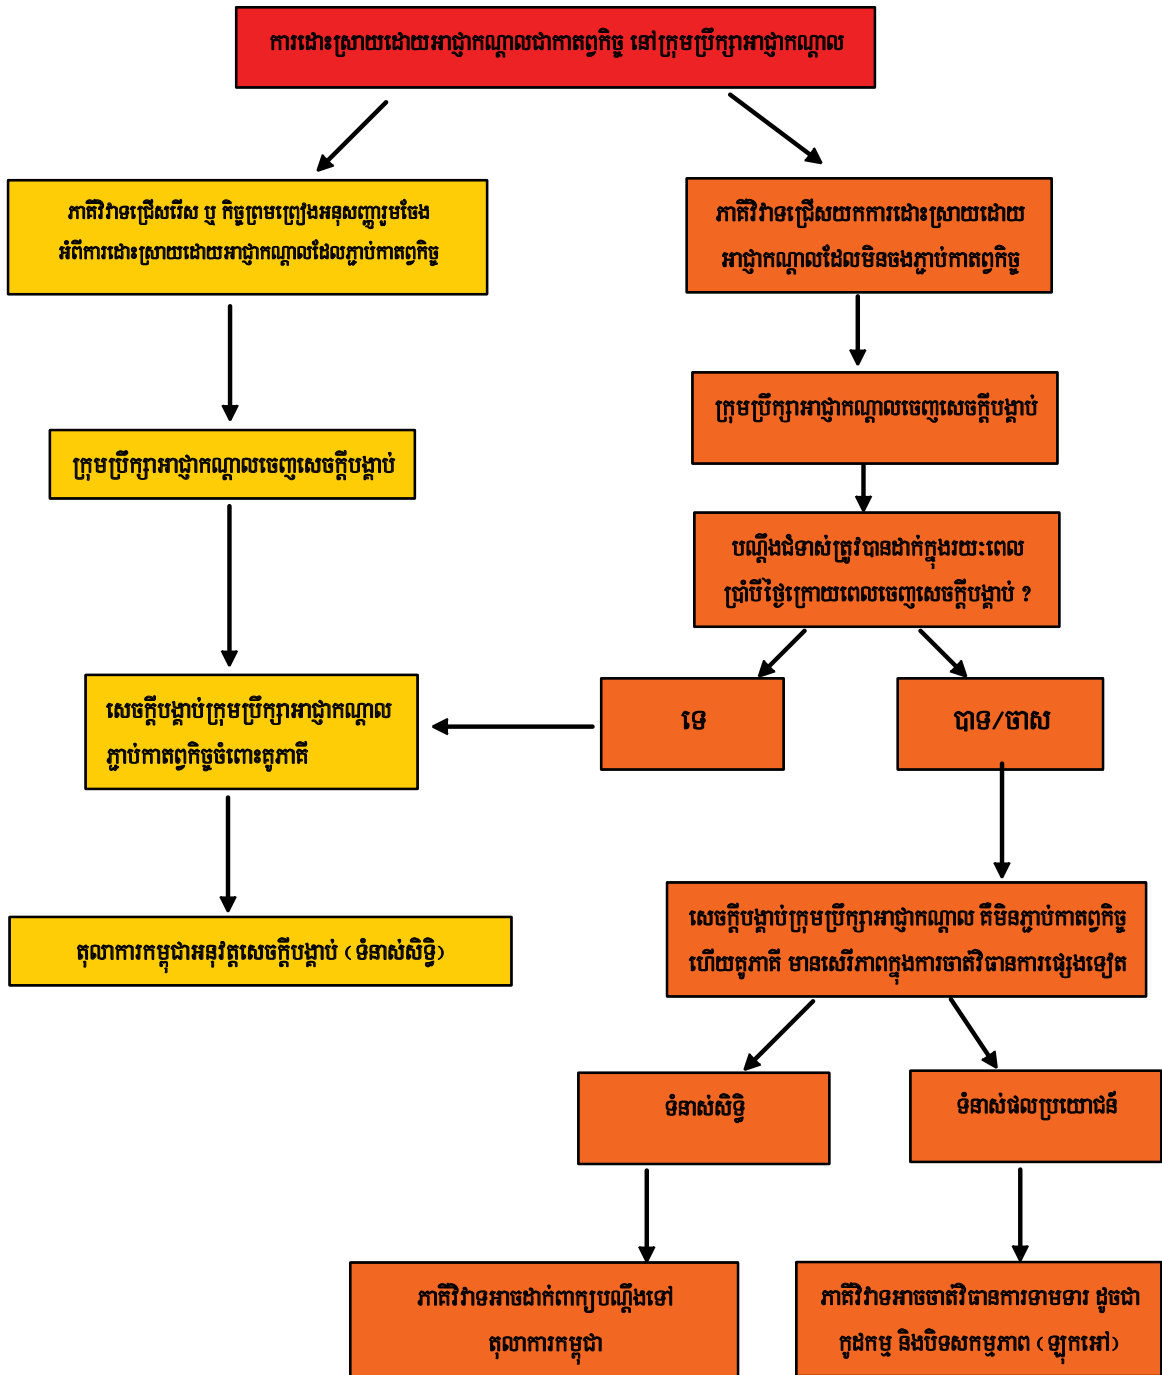 ការដោះស្រាយដោយអាជ្ញាកណ្ដាលជាកាតព្វកិច្ច នៅក្រុមប្រឹក្សាអាជ្ញាកណ្ដាល
ភាគីវិវាទជ្រើសរើស ឬ កិច្ចព្រមព្រៀងអនុសញ្ញារួមចែង
អំពីការដោះស្រាយដោយអាជ្ញាកណ្ដាលដែលភ្ជាប់កាតព្វកិច្ច
ភាគីវិវាទជ្រើសយកការដោះស្រាយដោយ
អាជ្ញាកណ្ដាលដែលមិនចងភ្ជាប់កាតព្វកិច្ច
ក្រុមប្រឹក្សាអាជ្ញាកណ្ដាលចេញសេចក្ដីបង្គាប់
ក្រុមប្រឹក្សាអាជ្ញាកណ្ដាលចេញសេចក្ដីបង្គាប់
បណ្ដឹងជំទាស់ត្រូវបានដាក់ក្នុងរយៈពេល
ប្រាំបីថ្ងៃក្រោយពេលចេញសេចក្ដីបង្គាប់ ?
សេចក្ដីបង្គាប់ក្រុមប្រឹក្សាអាជ្ញាកណ្ដាល
ភ្ជាប់កាតព្វកិច្ចចំពោះគូភាគី
ទេ
បាទ/ចាស
តុលាការកម្ពុជាអនុវត្តសេចក្ដីបង្គាប់ (ទំនាស់សិទ្ធិ)
សេចក្ដីបង្គាប់ក្រុមប្រឹក្សាអាជ្ញាកណ្ដាល គឺមិនភ្ជាប់កាតព្វកិច្ច
ហើយគូភាគី មានសេរីភាពក្នុងការចាត់វិធានការផ្សេងទៀត
ទំនាស់សិទ្ធិ
ទំនាស់ផលប្រយោជន៍
ភាគីវិវាទអាចដាក់ពាក្យបណ្ដឹងទៅ
តុលាការកម្ពុជា
ភាគីវិវាទអាចចាត់វិធានការទាមទារ ដូចជា
កូដកម្ម និងបិទសកម្មភាព (ឡុកអៅ)